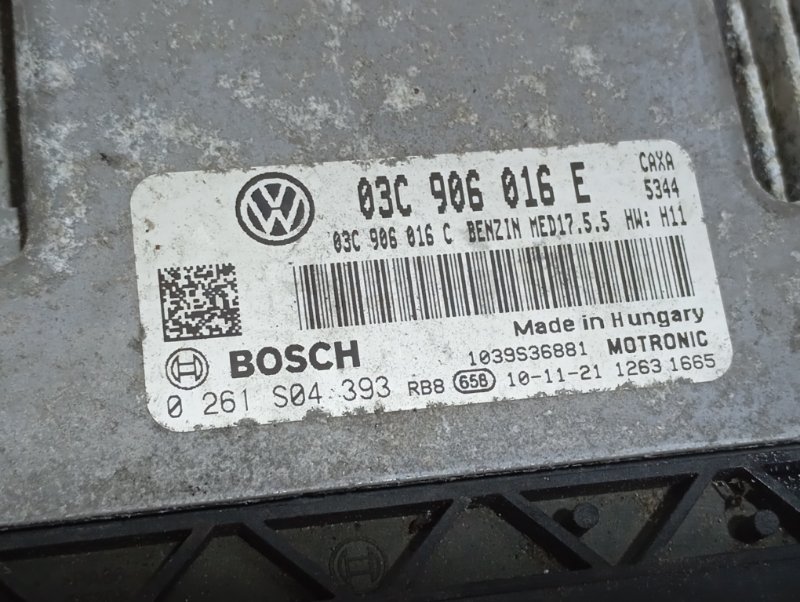 03C 906 016 E CAXA
5344
03C 906 016 C BENZIN MED17.5.5 HW: H11
Made in Hungary
BOSCH 1039S36881 MOTRONIC
0 261 S04 393 RB8 658 10-11-21 1263 1665